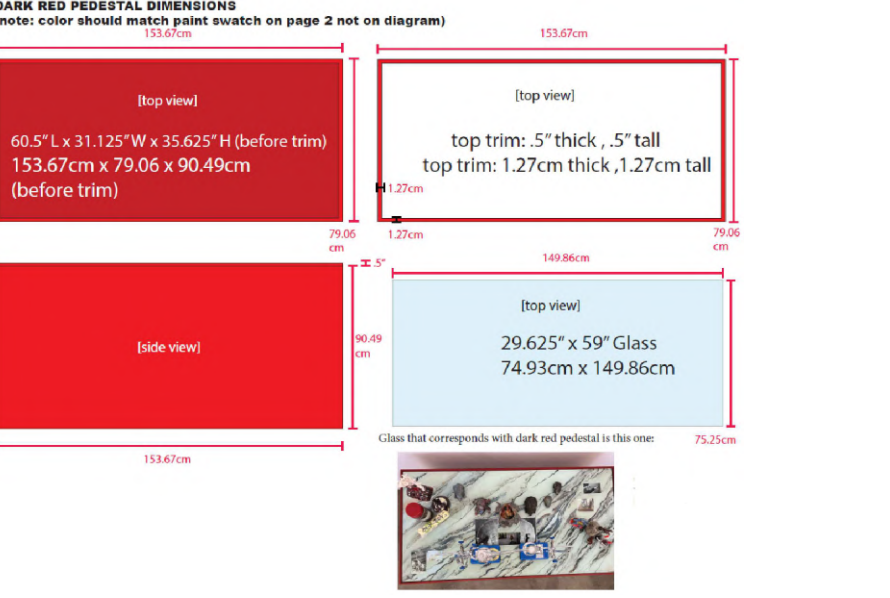 DARK RED PEDESTAL DIMENSIONS
note: color should match paint swatch on page 2 not on diagram)
153.67cm
153.67cm
[top view]
60.5" L x 31.125" W x 35.625" H (before trim)
153.67cm x 79.06 x 90.49cm
(before trim)
79.06
cm
[top view]
top trim: .5" thick , .5" tall
top trim: 1.27cm thick ,1.27cm tall
1.27cm
1.27cm
79.06
cm
.5"
[side view]
90.49
cm
153.67cm
149.86cm
[top view]
29.625" x 59" Glass
74.93cm x 149.86cm
75.25cm
Glass that corresponds with dark red pedestal is this one: